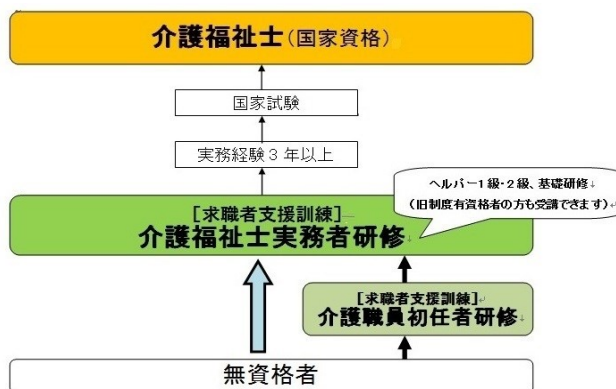 介護福祉士(国家資格)
国家試験
実務経験3年以上
ヘルパー1級・2級、基礎研修↓
(旧制度有資格者の方も受講できます)↵
[求職者支援訓練]
介護福祉士実務者研修↓
[求職者支援訓練]↵
介護職員初任者研修↓
無資格者